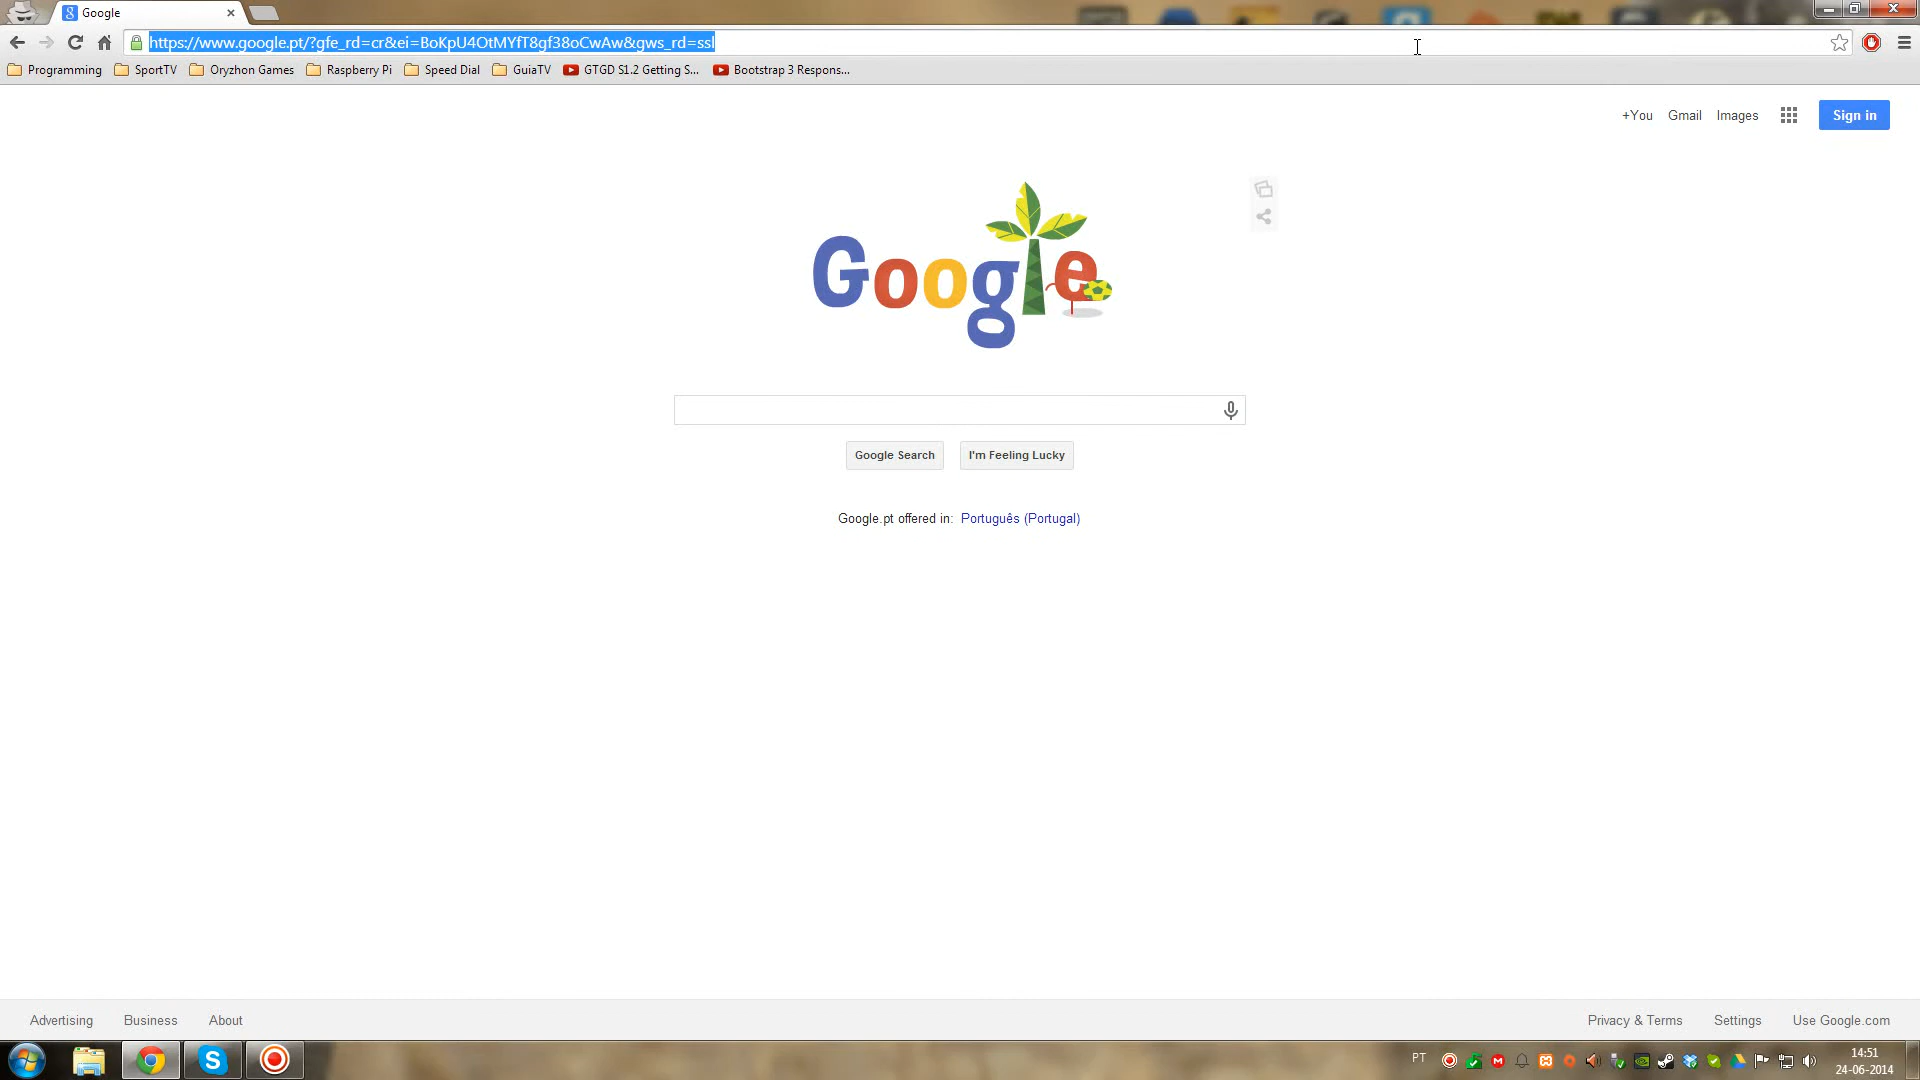 Google
https://www.google.pt/?gfe_rd=cr&ei=BoKpU4OtMYfT8gf38oCwAw&gws_rd=ssl
Programming SportTV Oryzhon Games Raspberry Pi Speed Dial GuiaTV GTGD S1.2 Getting S... Bootstrap 3 Respons...
+You Gmail Images Sign in
Google
Google Search I'm Feeling Lucky
Google.pt offered in: Português (Portugal)
Advertising Business About Privacy & Terms Settings Use Google.com
PT 14:51
24-06-2014